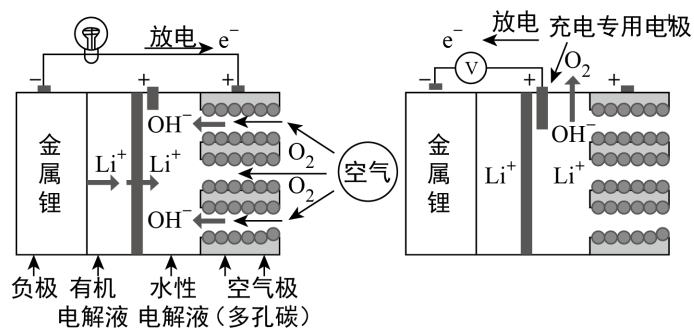 放电 e⁻
− + +
金属锂
Li⁺ Li⁺
OH⁻
O₂
O₂
OH⁻
空气
负极 有机电解液 水性电解液 空气极(多孔碳)
e⁻ 放电 充电专用电极
− V + O₂ +
金属锂
Li⁺ OH⁻ Li⁺